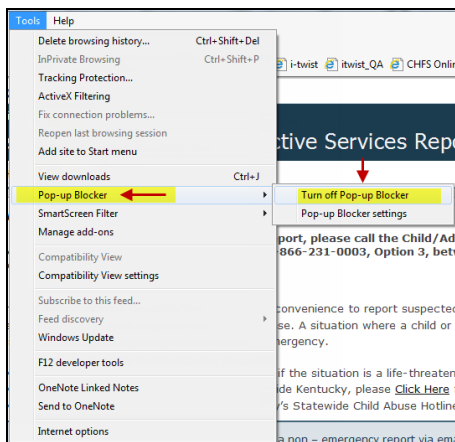 Tools Help
Delete browsing history... Ctrl+Shift+Del
InPrivate Browsing Ctrl+Shift+P
Tracking Protection...
ActiveX Filtering
Fix connection problems...
Reopen last browsing session
Add site to Start menu
View downloads Ctrl+J
Pop-up Blocker
SmartScreen Filter
Manage add-ons
Compatibility View
Compatibility View settings
Subscribe to this feed...
Feed discovery
Windows Update
F12 developer tools
OneNote Linked Notes
Send to OneNote
Internet options
Turn off Pop-up Blocker
Pop-up Blocker settings
i-twist itwist_QA CHFS Onlin
ctive Services Repo
port, please call the Child/Ad
866-231-0003, Option 3, bet
convenience to report suspected
se. A situation where a child or
ergency.
if the situation is a life-threaten
ide Kentucky, please Click Here
y's Statewide Child Abuse Hotline
a non – emergency report via ema